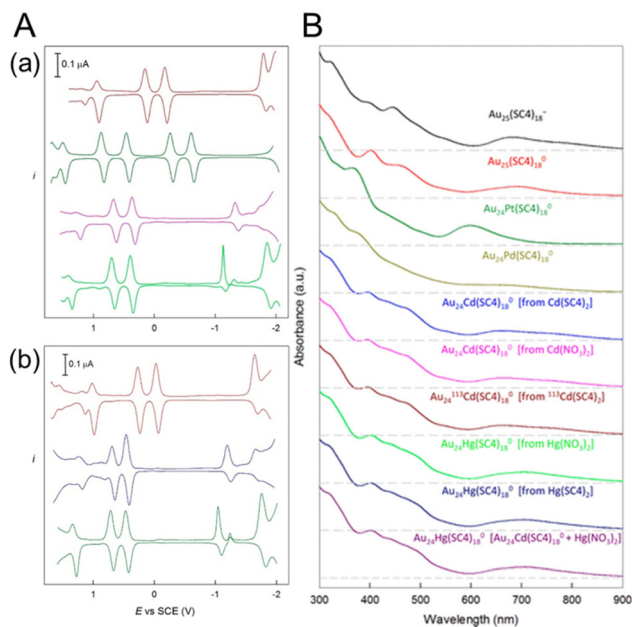 A
B
(a)
0.1 μA
i
1
0
-1
-2
(b)
0.1 μA
i
1
0
-1
-2
E vs SCE (V)
Absorbance (a.u.)
Au₂₅(SC4)₁₈⁻
Au₂₅(SC4)₁₈⁰
Au₂₄Pt(SC4)₁₈⁰
Au₂₄Pd(SC4)₁₈⁰
Au₂₄Cd(SC4)₁₈⁰ [from Cd(SC4)₂]
Au₂₄Cd(SC4)₁₈⁰ [from Cd(NO₃)₂]
Au₂₄¹¹³Cd(SC4)₁₈⁰ [from ¹¹³Cd(SC4)₂]
Au₂₄Hg(SC4)₁₈⁰ [from Hg(NO₃)₂]
Au₂₄Hg(SC4)₁₈⁰ [from Hg(SC4)₂]
Au₂₄Hg(SC4)₁₈⁰ [Au₂₄Cd(SC4)₁₈⁰ + Hg(NO₃)₂]
300 400 500 600 700 800 900
Wavelength (nm)